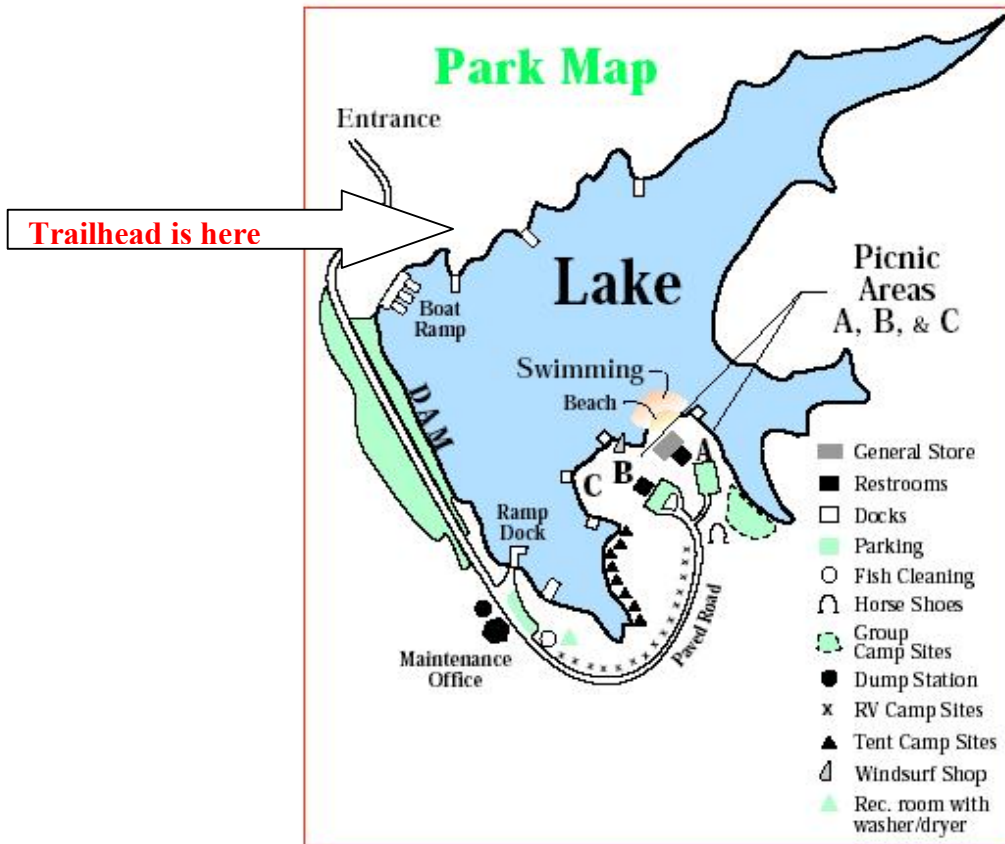 Park Map
Entrance
Trailhead is here
Lake
Boat
Ramp
Picnic
Areas
A, B, & C
DAM
Swimming
Beach
A
B
C
Ramp
Dock
Paved Road
Maintenance
Office
General Store
Restrooms
Docks
Parking
Fish Cleaning
Horse Shoes
Group
Camp Sites
Dump Station
x RV Camp Sites
Tent Camp Sites
Windsurf Shop
Rec. room with
washer/dryer